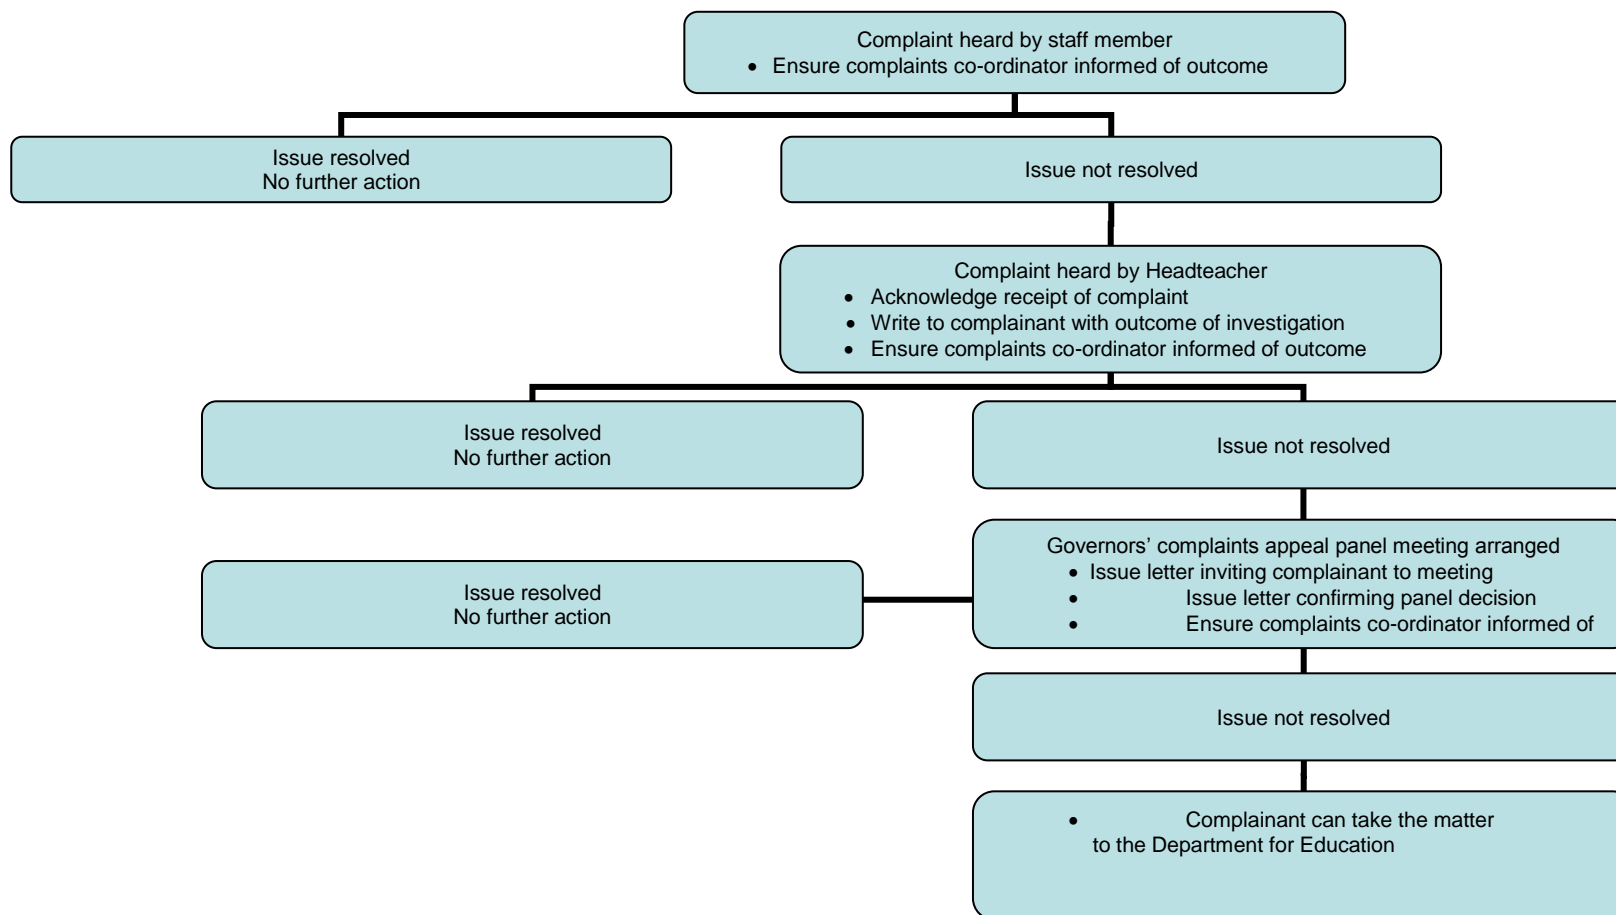 Complaint heard by staff member
• Ensure complaints co-ordinator informed of outcome
Issue resolved
No further action
Issue not resolved
Complaint heard by Headteacher
• Acknowledge receipt of complaint
• Write to complainant with outcome of investigation
• Ensure complaints co-ordinator informed of outcome
Issue resolved
No further action
Issue not resolved
Governors’ complaints appeal panel meeting arranged
• Issue letter inviting complainant to meeting
• Issue letter confirming panel decision
• Ensure complaints co-ordinator informed of
Issue resolved
No further action
Issue not resolved
• Complainant can take the matter
to the Department for Education